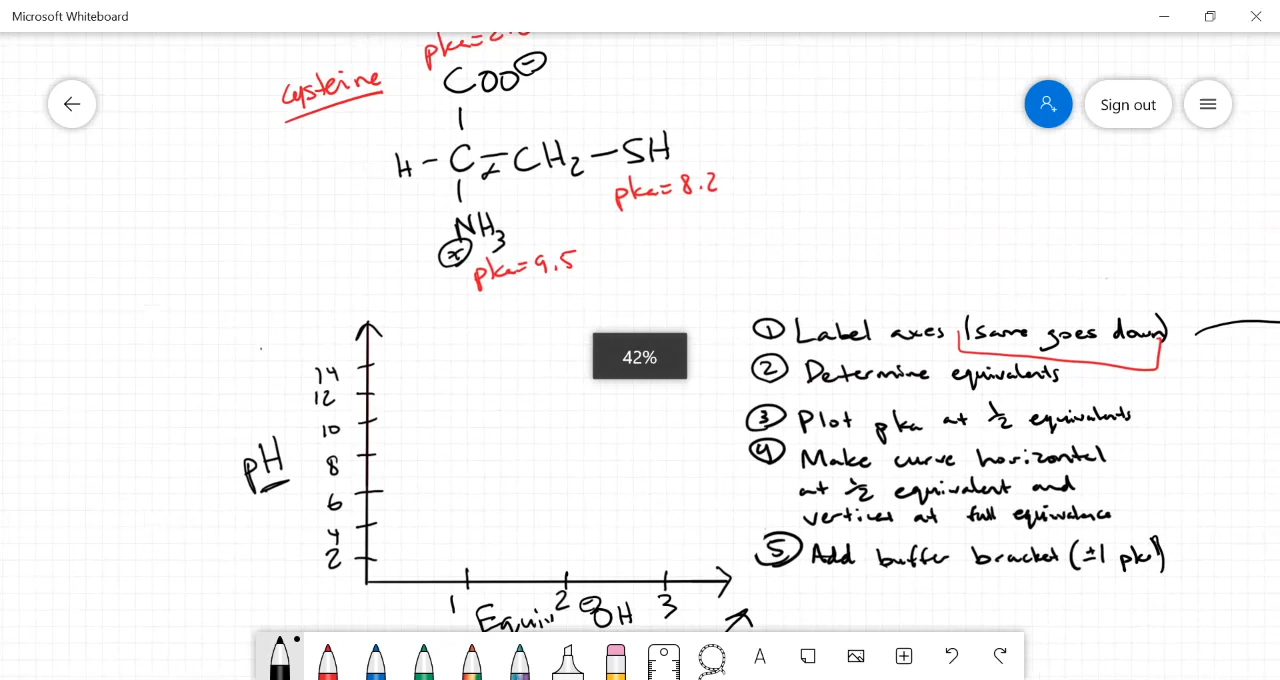 Microsoft Whiteboard
cysteine
COO⊖
Sign out
H - C - CH2 - SH
pka = 8.2
NH3
+
pka = 9.5
14
12
10
8
6
4
2
pH
42%
1 2 3
Equiv ⊖OH
① Label axes (same goes down)
② Determine equivalents
③ Plot pka at 1/2 equivalents
④ Make curve horizontal
at 1/2 equivalent and
vertical at full equivalence
⑤ Add buffer bracket (±1 pka)
A